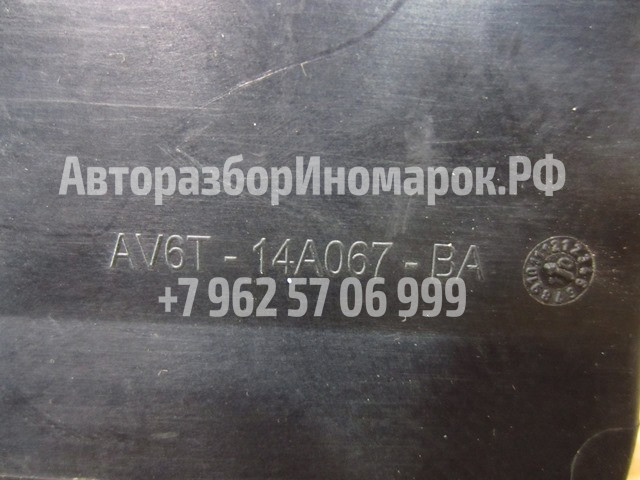 АвторазборИномарок.РФ
AV6T - 14A067 - BA
+7 962 57 06 999